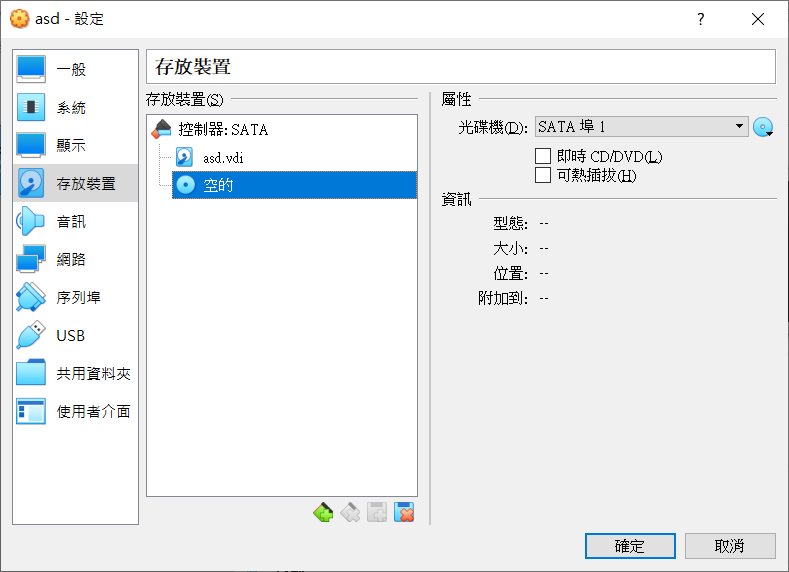 asd - 設定
?
一般
系統
顯示
存放裝置
音訊
網路
序列埠
USB
共用資料夾
使用者介面
存放裝置
存放裝置(S)
控制器: SATA
asd.vdi
空的
屬性
光碟機(D): SATA 埠 1
即時 CD/DVD(L)
可熱插拔(H)
資訊
型態: --
大小: --
位置: --
附加到: --
確定
取消